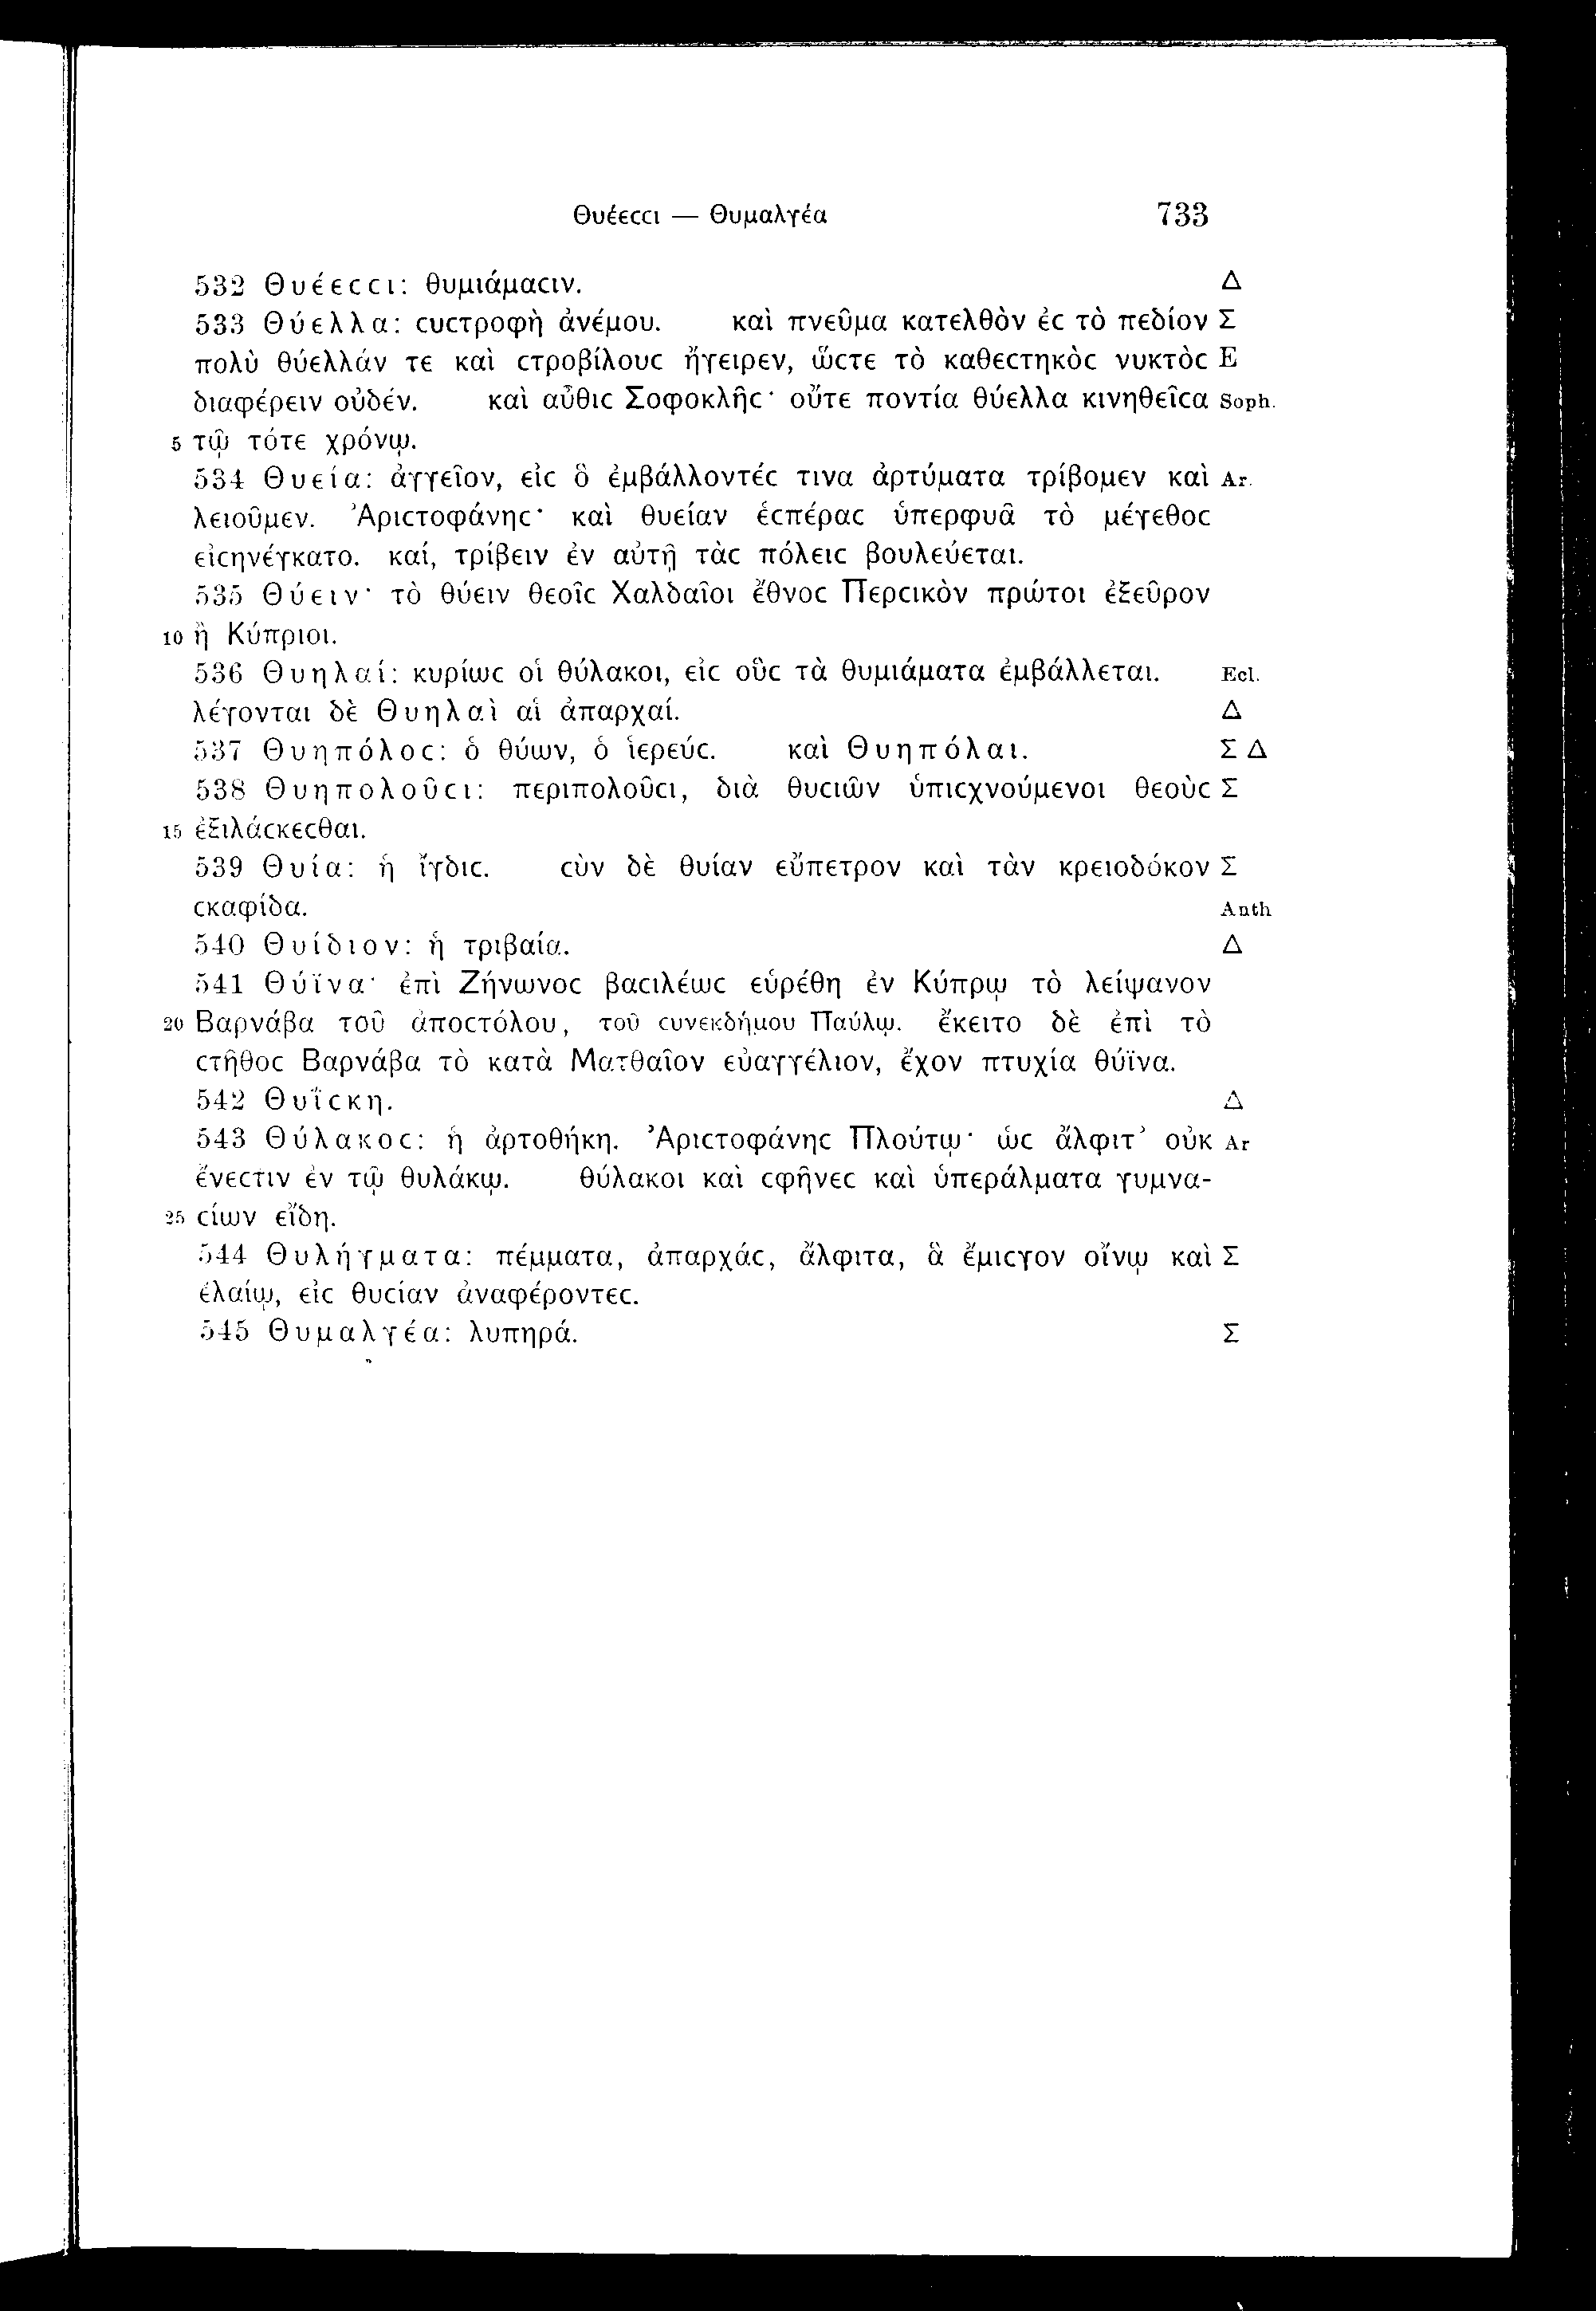 Θυέεϲϲι — Θυμαλγέα 733
532 Θυέεϲϲι: θυμιάμαϲιν. Δ
533 Θύελλα: ϲυϲτροφὴ ἀνέμου. καὶ πνεῦμα κατελθὸν ἐϲ τὸ πεδίον Σ
πολὺ θύελλάν τε καὶ ϲτροβίλουϲ ἤγειρεν, ὥϲτε τὸ καθεϲτηκὸϲ νυκτὸϲ E
διαφέρειν οὐδέν. καὶ αὖθιϲ Σοφοκλῆϲ· οὔτε ποντία θύελλα κινηθεῖϲα Soph.
5 τῷ τότε χρόνῳ.
534 Θυεία: ἀγγεῖον, εἰϲ ὃ ἐμβάλλοντέϲ τινα ἀρτύματα τρίβομεν καὶ Ar.
λειοῦμεν. Ἀριϲτοφάνηϲ· καὶ θυείαν ἑϲπέραϲ ὑπερφυᾶ τὸ μέγεθοϲ
εἰϲηνέγκατο. καί, τρίβειν ἐν αὐτῇ τὰϲ πόλειϲ βουλεύεται.
535 Θύειν· τὸ θύειν θεοῖϲ Χαλδαῖοι ἔθνοϲ Περϲικὸν πρώτοι ἐξεῦρον
10 ἢ Κύπριοι.
536 Θυηλαί: κυρίωϲ οἱ θύλακοι, εἰϲ οὓϲ τὰ θυμιάματα ἐμβάλλεται. Ecl.
λέγονται δὲ Θυηλαὶ αἱ ἀπαρχαί. Δ
537 Θυηπόλοϲ: ὁ θύων, ὁ ἱερεύϲ. καὶ Θυηπόλαι. Σ Δ
538 Θυηπολοῦϲι: περιπολοῦϲι, διὰ θυϲιῶν ὑπιϲχνούμενοι θεοὺϲ Σ
15 ἐξιλάϲκεϲθαι.
539 Θυία: ἡ ἴγδιϲ. ϲὺν δὲ θυίαν εὔπετρον καὶ τὰν κρειοδόκον Σ
ϲκαφίδα. Anth
540 Θυίδιον: ἡ τριβαία. Δ
541 Θύϊνα· ἐπὶ Ζήνωνοϲ βαϲιλέωϲ εὑρέθη ἐν Κύπρῳ τὸ λείψανον
20 Βαρνάβα τοῦ ἀποϲτόλου, τοῦ ϲυνεκδήμου Παύλῳ. ἔκειτο δὲ ἐπὶ τὸ
ϲτῆθοϲ Βαρνάβα τὸ κατὰ Ματθαῖον εὐαγγέλιον, ἔχον πτυχία θύϊνα.
542 Θυΐϲκη. Δ
543 Θύλακοϲ: ἡ ἀρτοθήκη. Ἀριϲτοφάνηϲ Πλούτῳ· ὡϲ ἄλφιτ’ οὐκ Ar
ἔνεϲτιν ἐν τῷ θυλάκῳ. θύλακοι καὶ ϲφῆνεϲ καὶ ὑπεράλματα γυμνα-
25 ϲίων εἴδη.
544 Θυλήγματα: πέμματα, ἀπαρχάϲ, ἄλφιτα, ἃ ἔμιϲγον οἴνῳ καὶ Σ
ἐλαίῳ, εἰϲ θυϲίαν ἀναφέροντεϲ.
545 Θυμαλγέα: λυπηρά. Σ